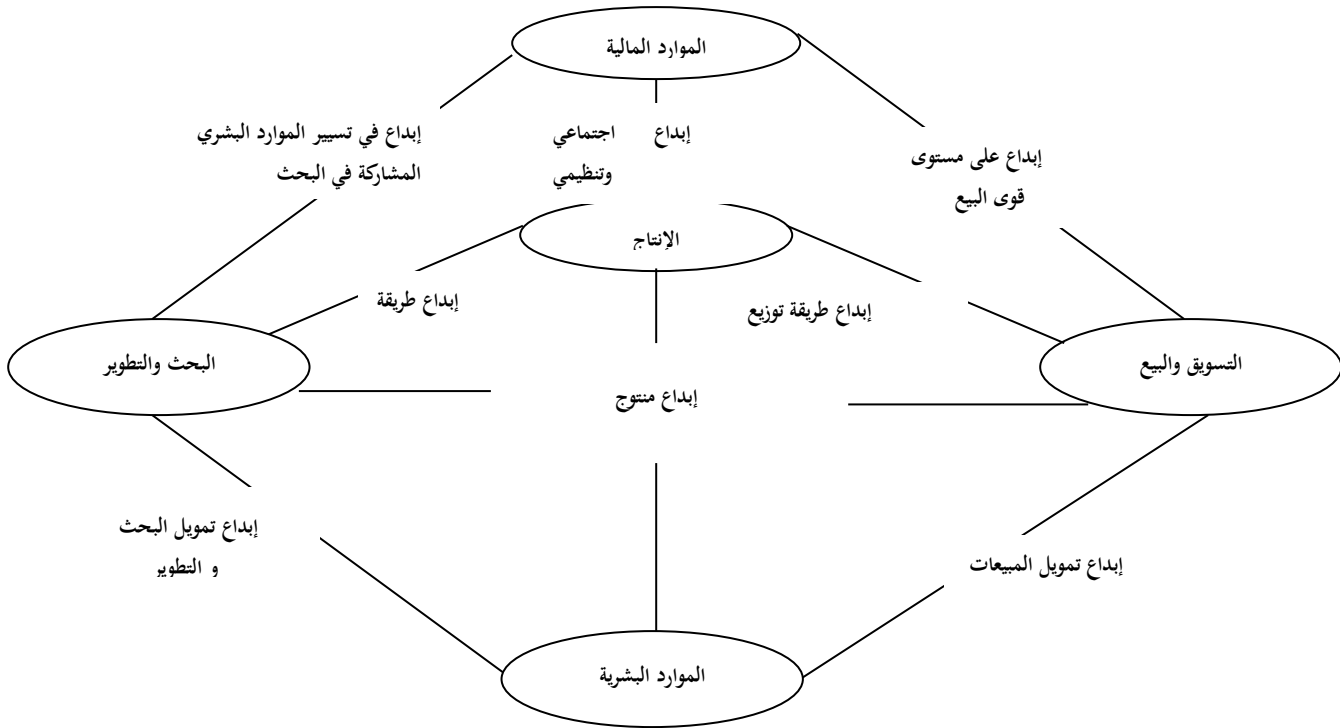 الموارد المالية
إبداع في تسيير الموارد البشري
المشاركة في البحث
إبداع اجتماعي
وتنظيمي
إبداع على مستوى
قوى البيع
الإنتاج
إبداع طريقة
إبداع طريقة توزيع
البحث والتطوير
التسويق والبيع
إبداع منتوج
إبداع تمويل البحث
و التطوير
إبداع تمويل المبيعات
الموارد البشرية